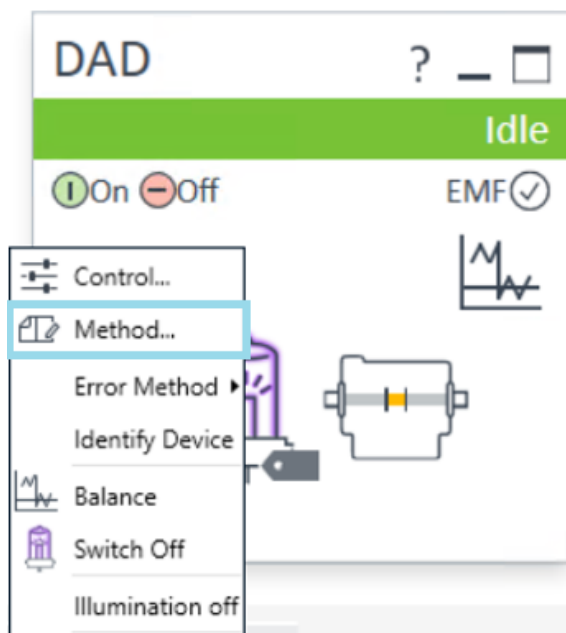 DAD ?
Idle
On Off EMF
Control...
Method...
Error Method
Identify Device
Balance
Switch Off
Illumination off